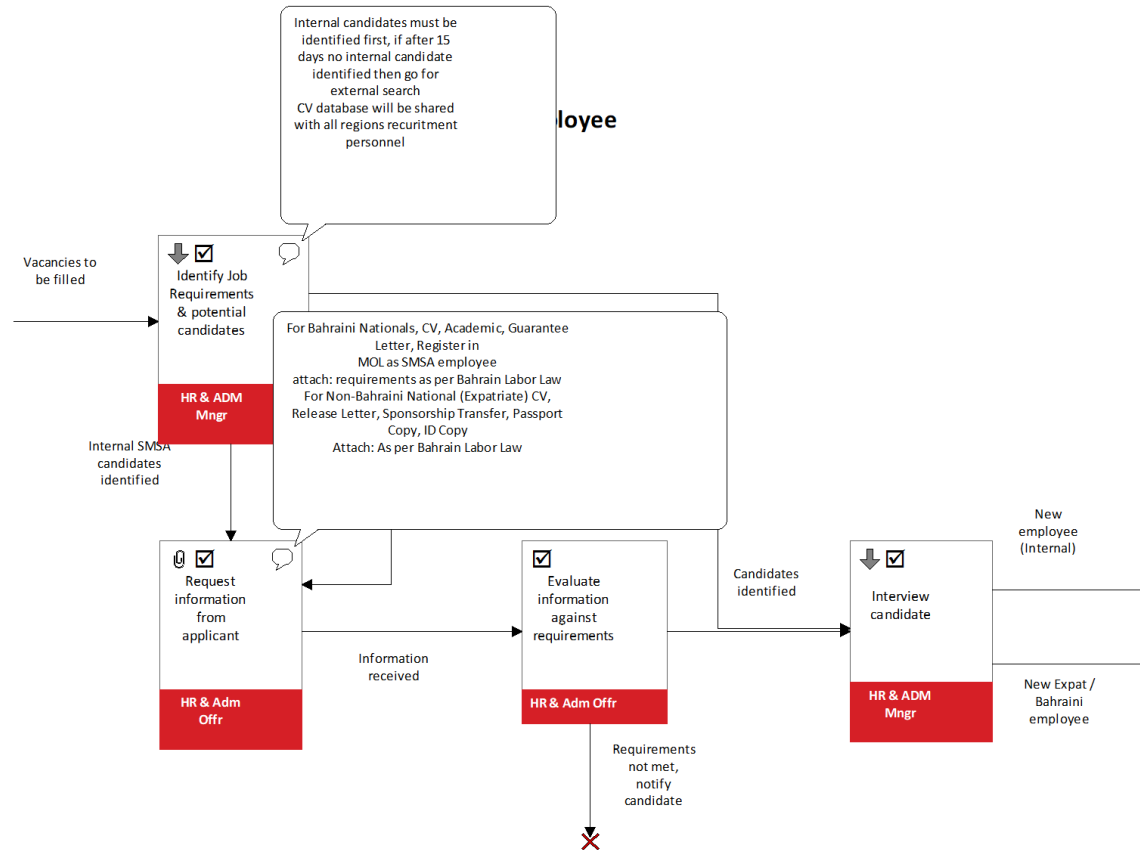 Internal candidates must be
identified first, if after 15
days no internal candidate
identified then go for
external search
CV database will be shared
with all regions recuritment
personnel
loyee
Vacancies to
be filled
Identify Job
Requirements
& potential
candidates
HR & ADM
Mngr
For Bahraini Nationals, CV, Academic, Guarantee
Letter, Register in
MOL as SMSA employee
attach: requirements as per Bahrain Labor Law
For Non-Bahraini National (Expatriate) CV,
Release Letter, Sponsorship Transfer, Passport
Copy, ID Copy
Attach: As per Bahrain Labor Law
Internal SMSA
candidates
identified
Request
information
from
applicant
HR & Adm
Offr
Information
received
Evaluate
information
against
requirements
HR & Adm Offr
Requirements
not met,
notify
candidate
Candidates
identified
Interview
candidate
HR & ADM
Mngr
New
employee
(Internal)
New Expat /
Bahraini
employee